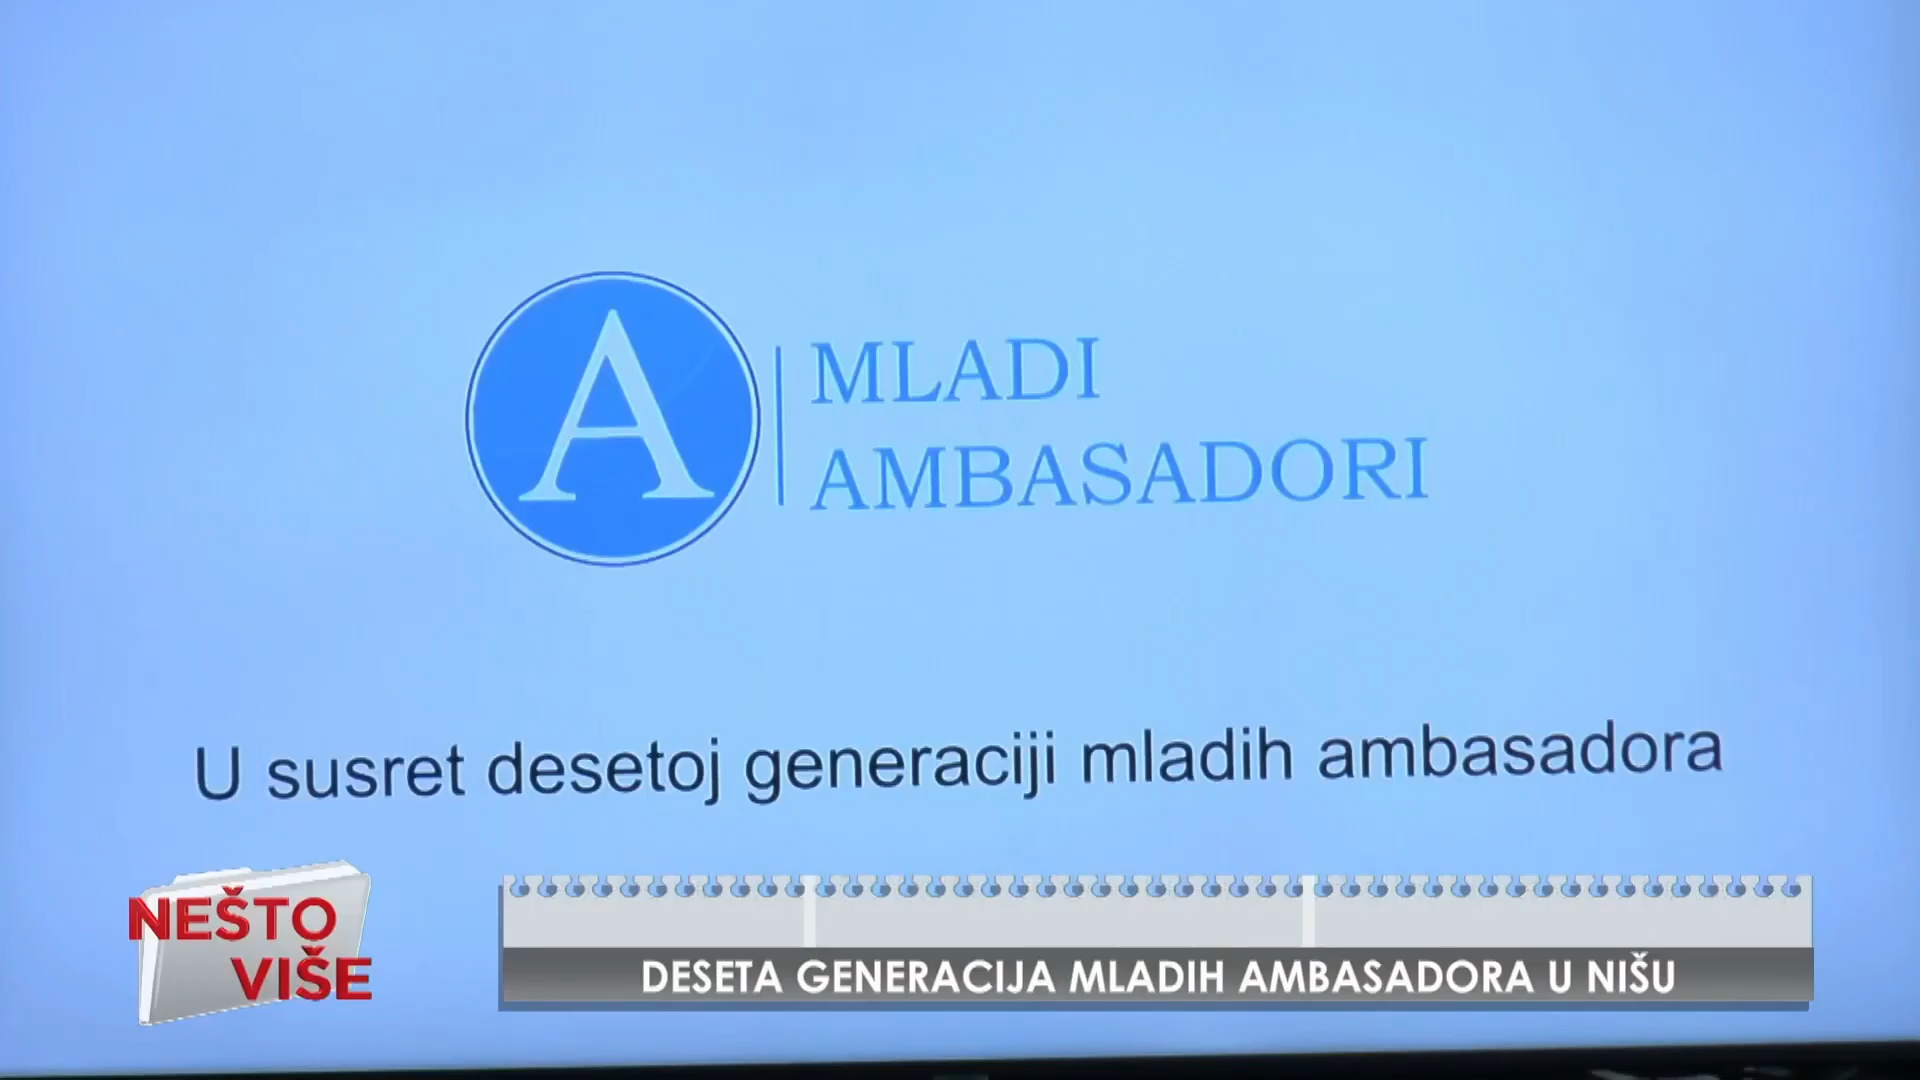 A
MLADI
AMBASADORI
U susret desetoj generaciji mladih ambasadora
NEŠTO
VIŠE
DESETA GENERACIJA MLADIH AMBASADORA U NIŠU